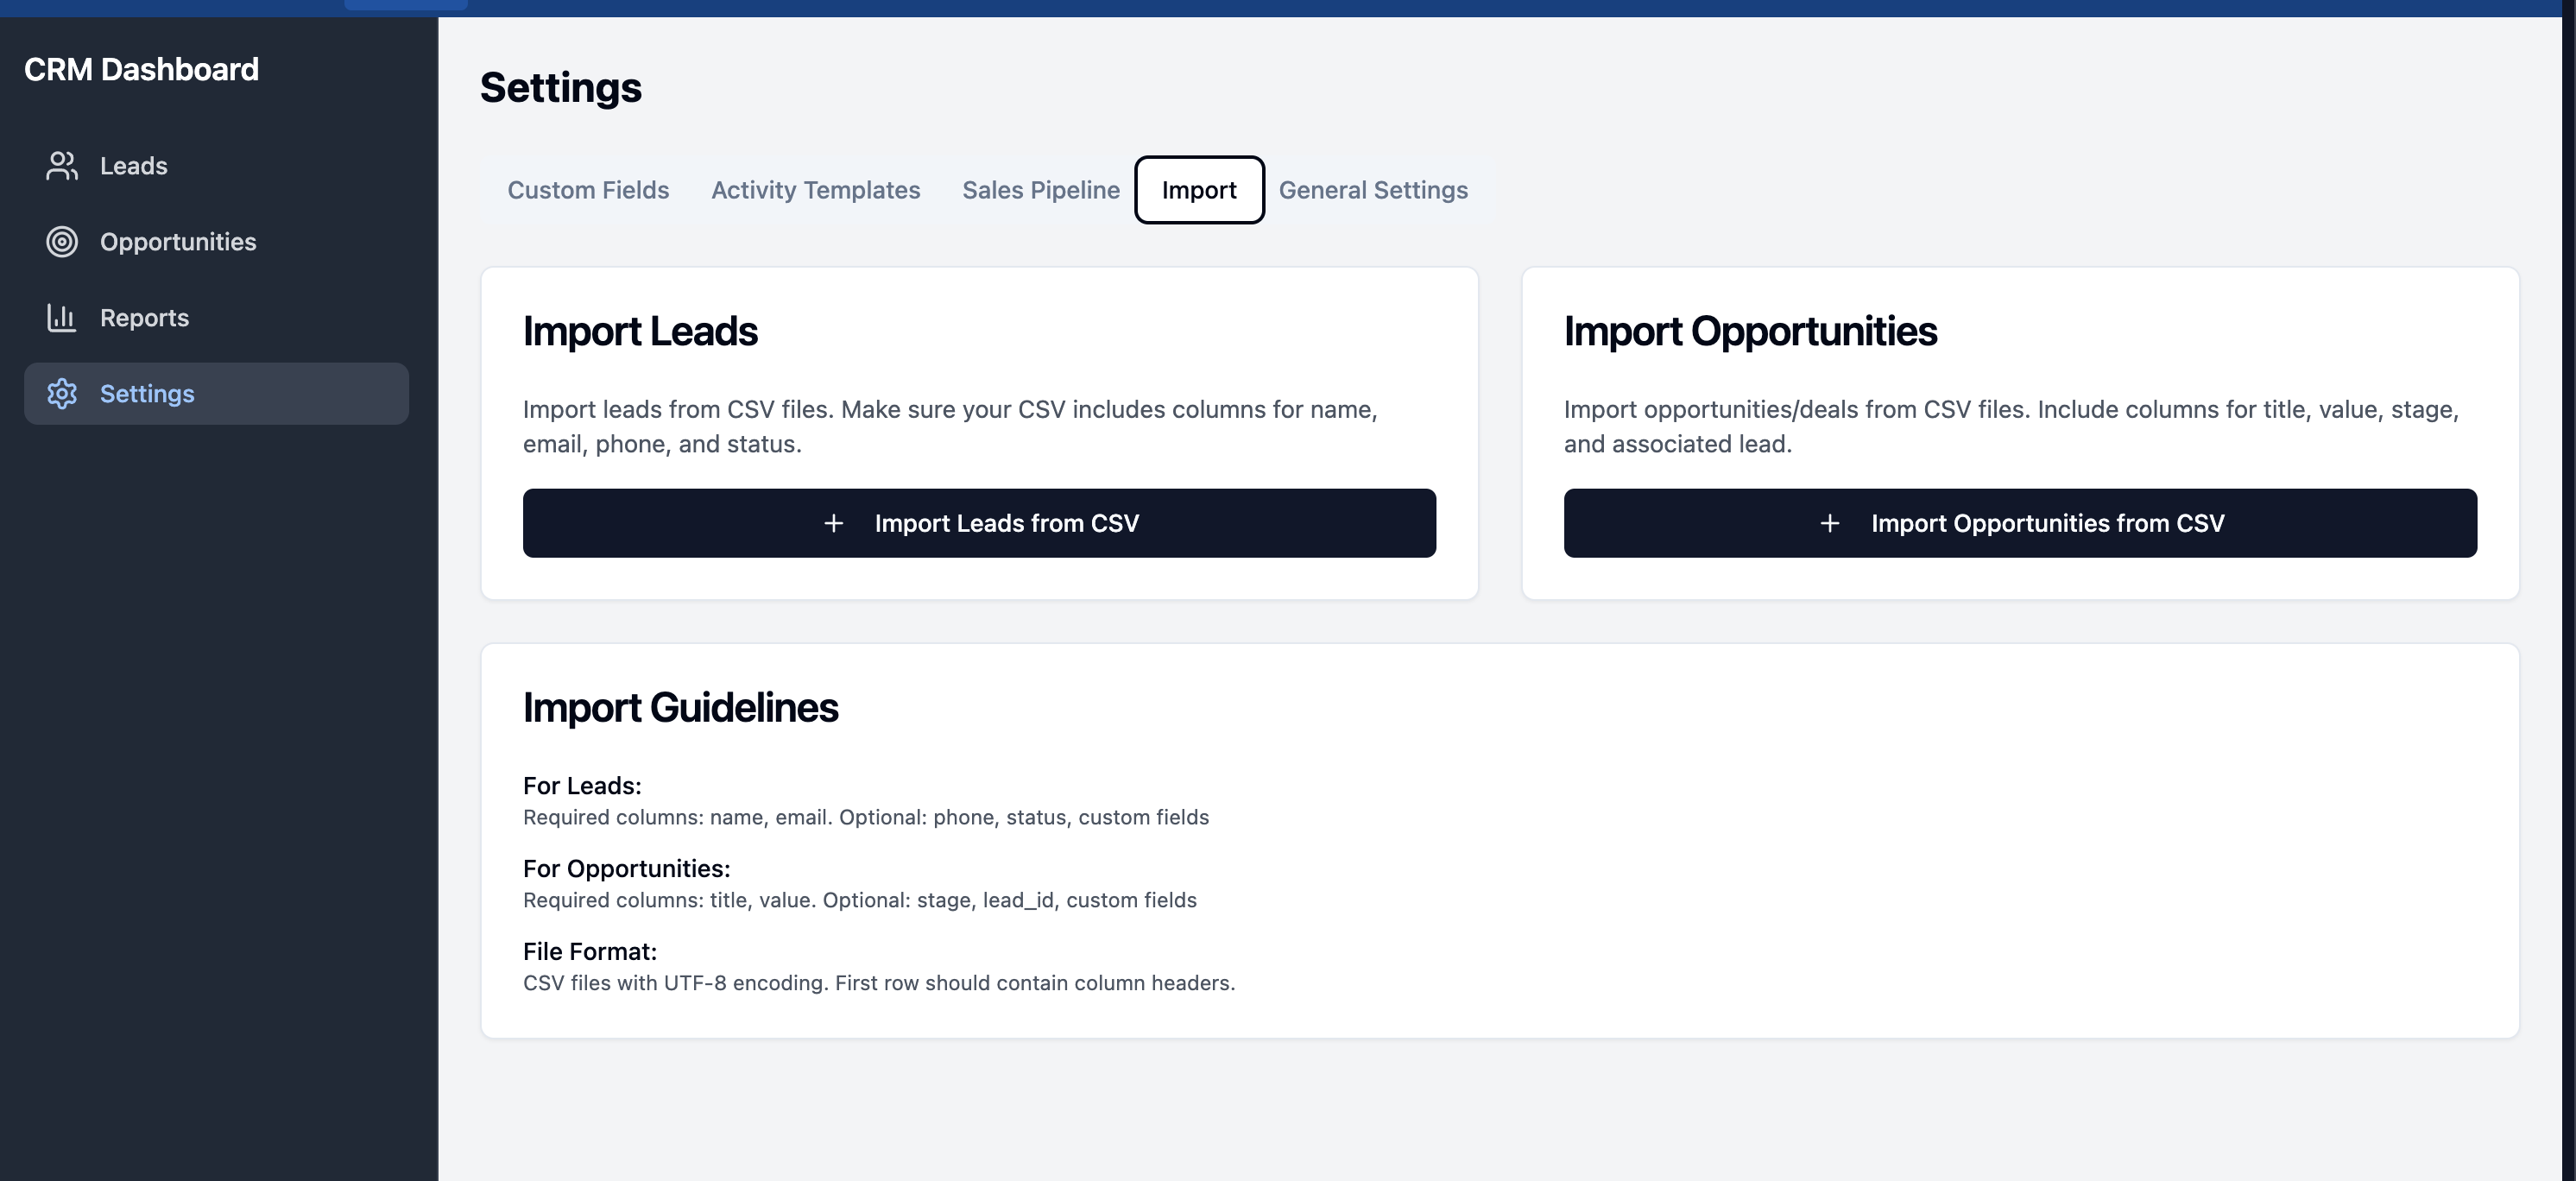 CRM Dashboard
Leads
Opportunities
Reports
Settings
Settings
Custom Fields
Activity Templates
Sales Pipeline
Import
General Settings
Import Leads
Import leads from CSV files. Make sure your CSV includes columns for name,
email, phone, and status.
+ Import Leads from CSV
Import Opportunities
Import opportunities/deals from CSV files. Include columns for title, value, stage,
and associated lead.
+ Import Opportunities from CSV
Import Guidelines
For Leads:
Required columns: name, email. Optional: phone, status, custom fields
For Opportunities:
Required columns: title, value. Optional: stage, lead_id, custom fields
File Format:
CSV files with UTF-8 encoding. First row should contain column headers.